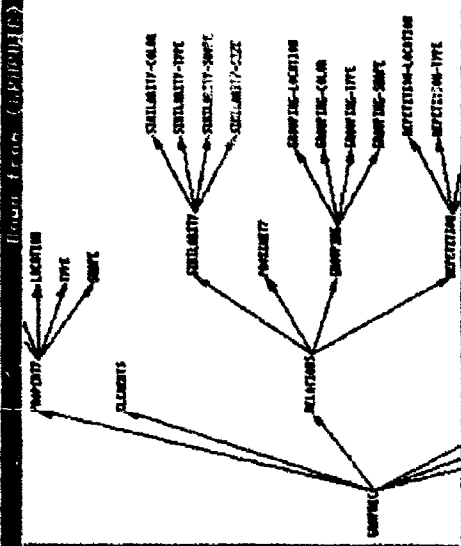 PROPERTY
LOCATION
TYPE
SHAPE
ELEMENTS
SIMILARITY
SIMILARITY-COLOR
SIMILARITY-TYPE
SIMILARITY-SHAPE
SIMILARITY-SIZE
PROXIMITY
GROUPING
GROUPING-LOCATION
GROUPING-COLOR
GROUPING-TYPE
GROUPING-SHAPE
RELATIONS
REPETITION
REPETITION-LOCATION
REPETITION-TYPE
GRAPHIC